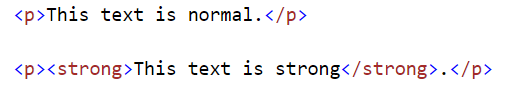 <p>This text is normal.</p>
<p><strong>This text is strong</strong>.</p>